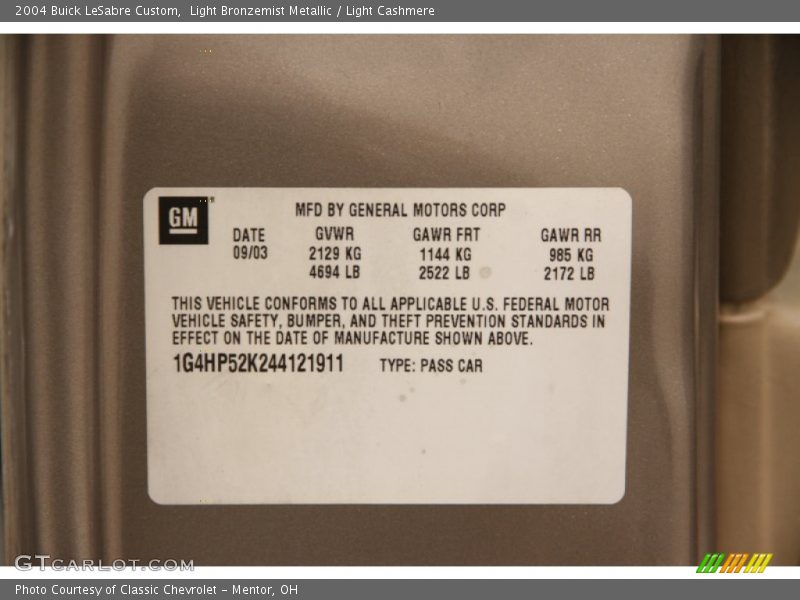 2004 Buick LeSabre Custom,  Light Bronzemist Metallic / Light Cashmere
GM
MFD BY GENERAL MOTORS CORP
DATE GVWR GAWR FRT GAWR RR
09/03 2129 KG 1144 KG 985 KG
4694 LB 2522 LB 2172 LB
THIS VEHICLE CONFORMS TO ALL APPLICABLE U.S. FEDERAL MOTOR
VEHICLE SAFETY, BUMPER, AND THEFT PREVENTION STANDARDS IN
EFFECT ON THE DATE OF MANUFACTURE SHOWN ABOVE.
1G4HP52K244121911 TYPE: PASS CAR
GTCARLOT.COM
Photo Courtesy of Classic Chevrolet – Mentor, OH